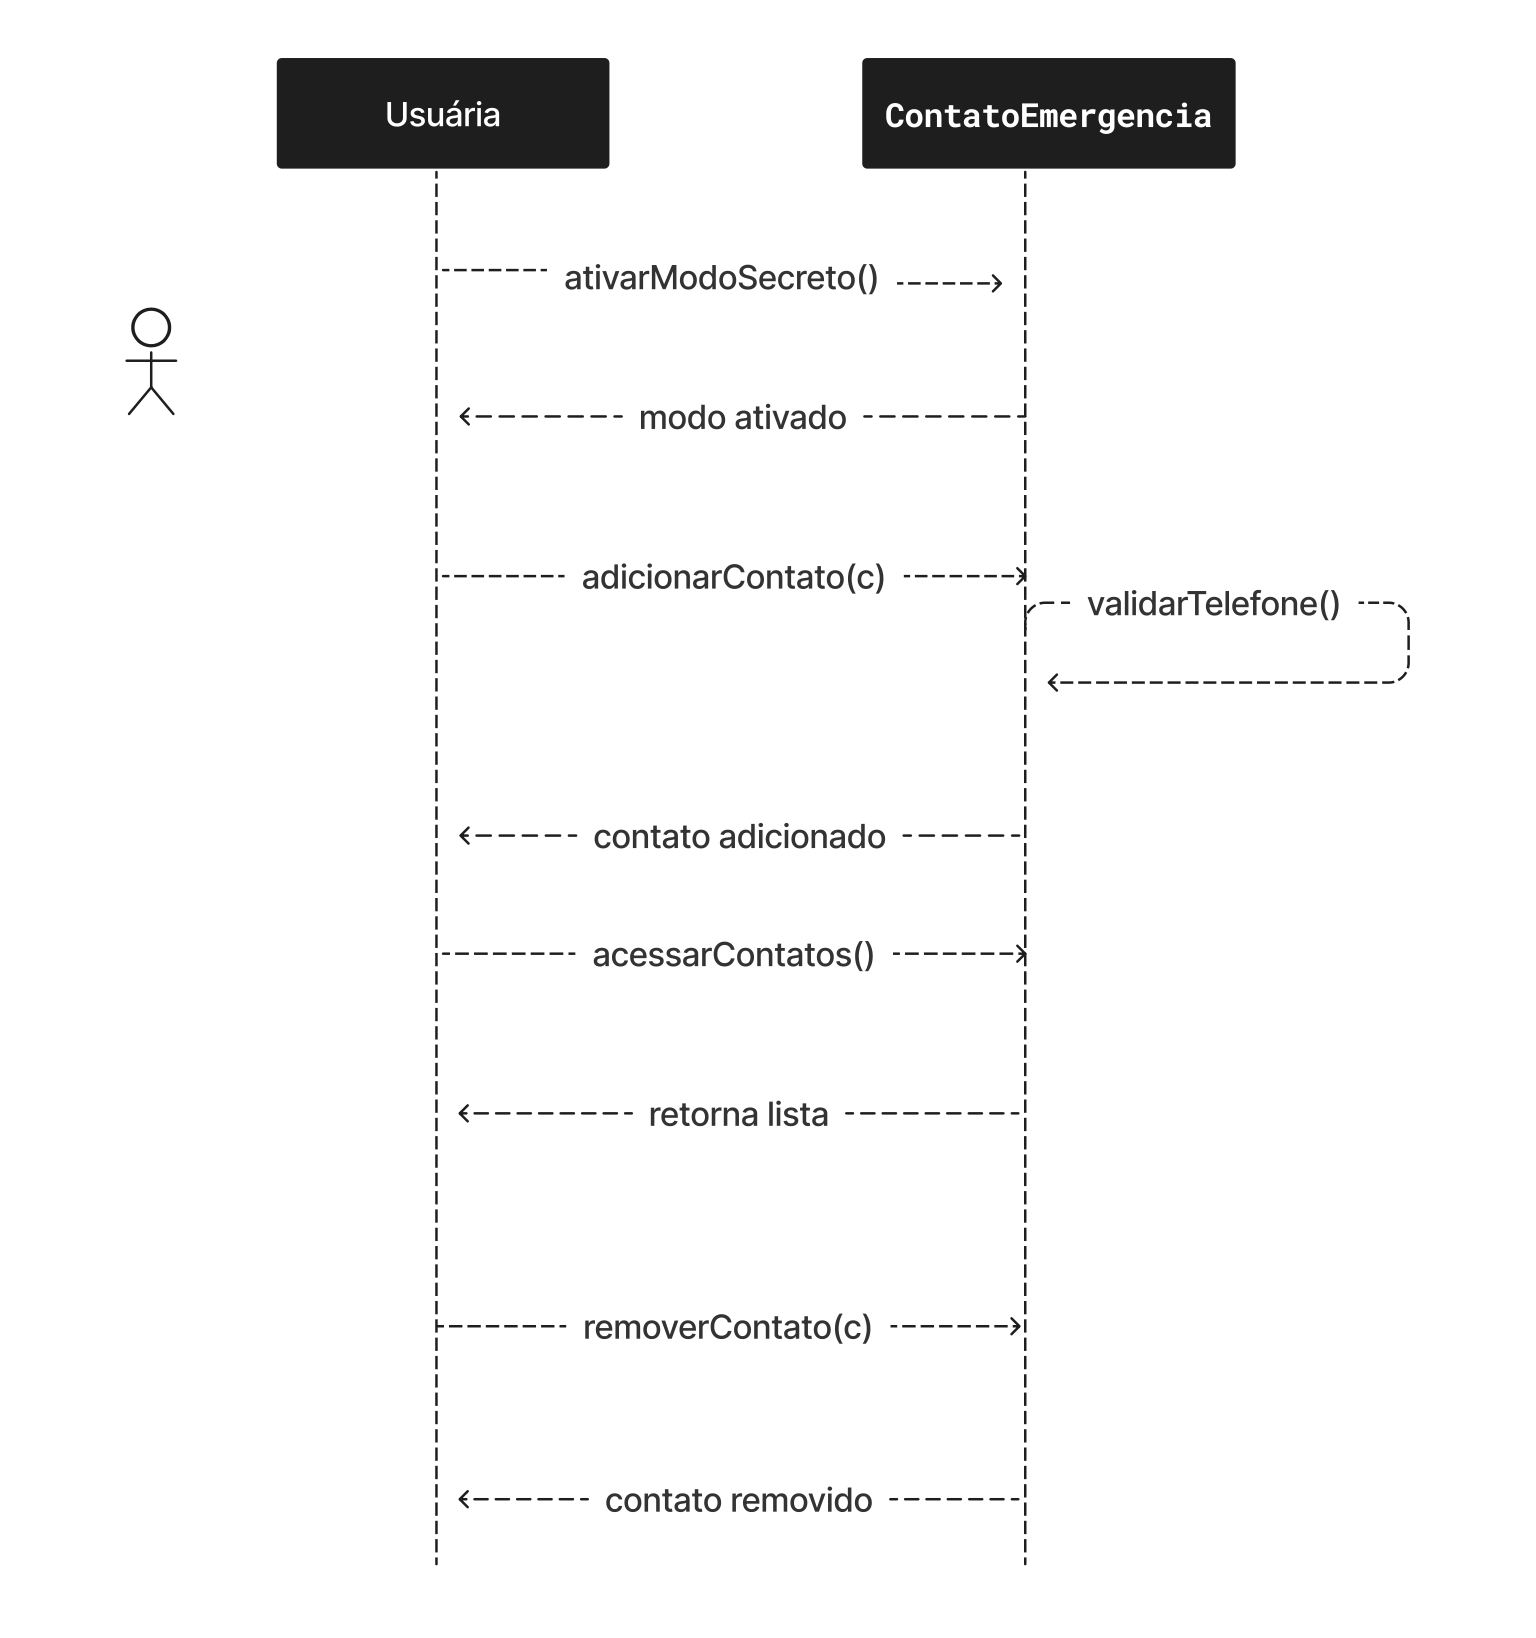 Usuária
ContatoEmergencia
ativarModoSecreto()
modo ativado
adicionarContato(c)
validarTelefone()
contato adicionado
acessarContatos()
retorna lista
removerContato(c)
contato removido